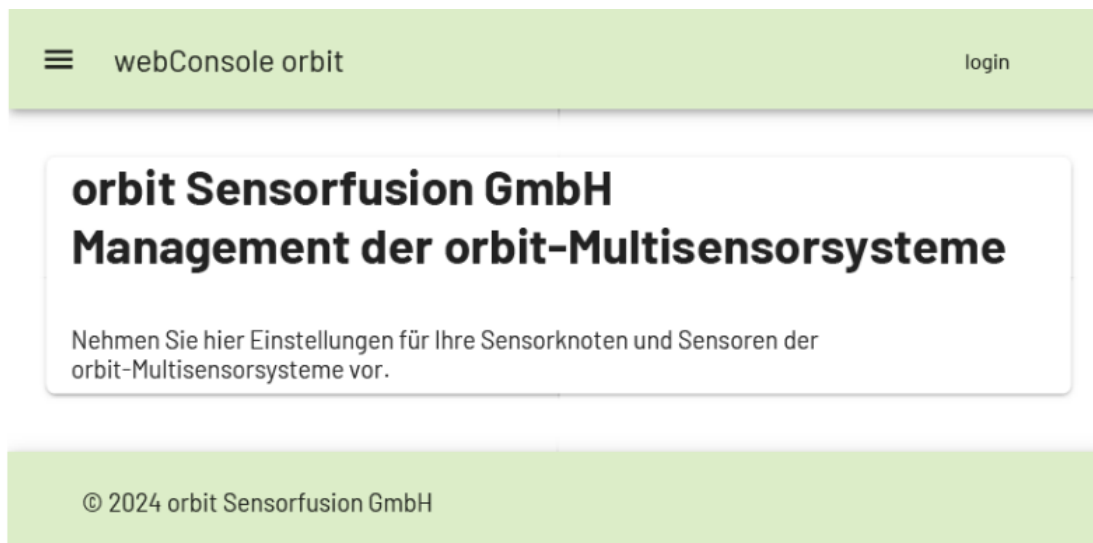 webConsole orbit
login
orbit Sensorfusion GmbH
Management der orbit-Multisensorsysteme
Nehmen Sie hier Einstellungen für Ihre Sensorknoten und Sensoren der
orbit-Multisensorsysteme vor.
© 2024 orbit Sensorfusion GmbH